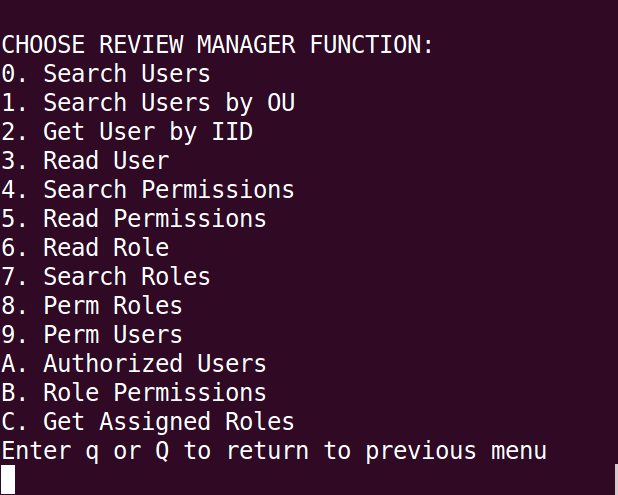 CHOOSE REVIEW MANAGER FUNCTION:
0. Search Users
1. Search Users by OU
2. Get User by IID
3. Read User
4. Search Permissions
5. Read Permissions
6. Read Role
7. Search Roles
8. Perm Roles
9. Perm Users
A. Authorized Users
B. Role Permissions
C. Get Assigned Roles
Enter q or Q to return to previous menu